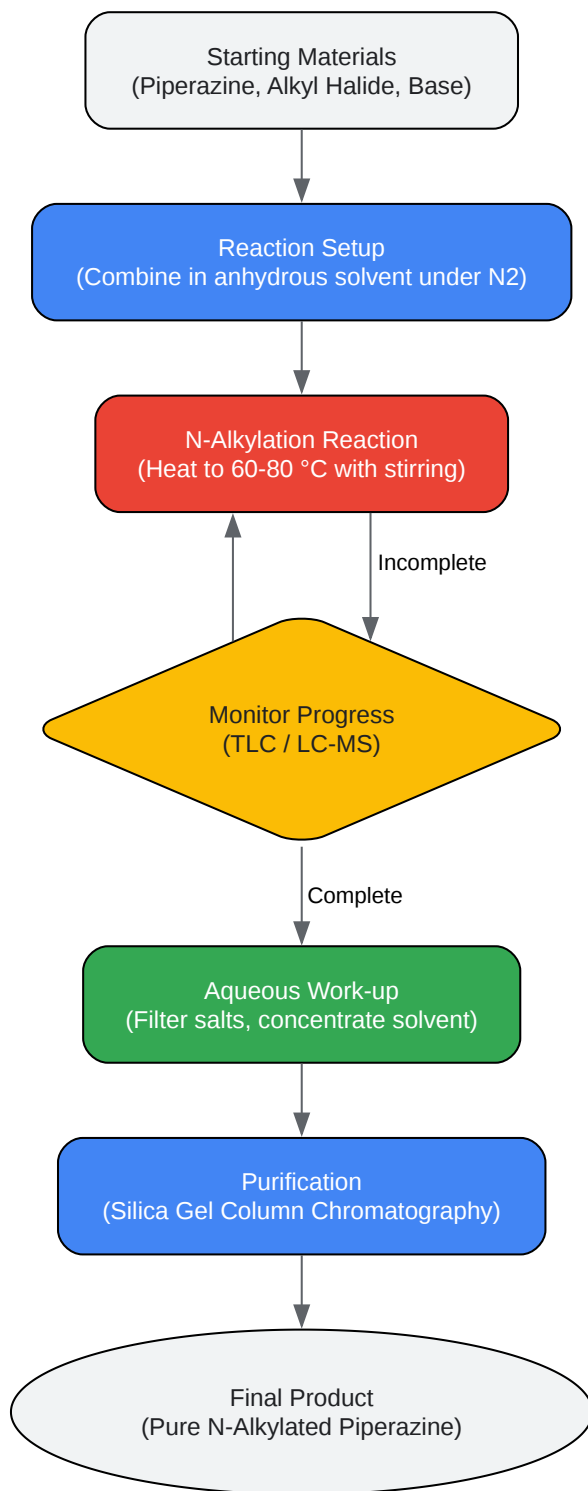 Starting Materials
(Piperazine, Alkyl Halide, Base)
Reaction Setup
(Combine in anhydrous solvent under N2)
N-Alkylation Reaction
(Heat to 60-80 °C with stirring)
Incomplete
Monitor Progress
(TLC / LC-MS)
Complete
Aqueous Work-up
(Filter salts, concentrate solvent)
Purification
(Silica Gel Column Chromatography)
Final Product
(Pure N-Alkylated Piperazine)